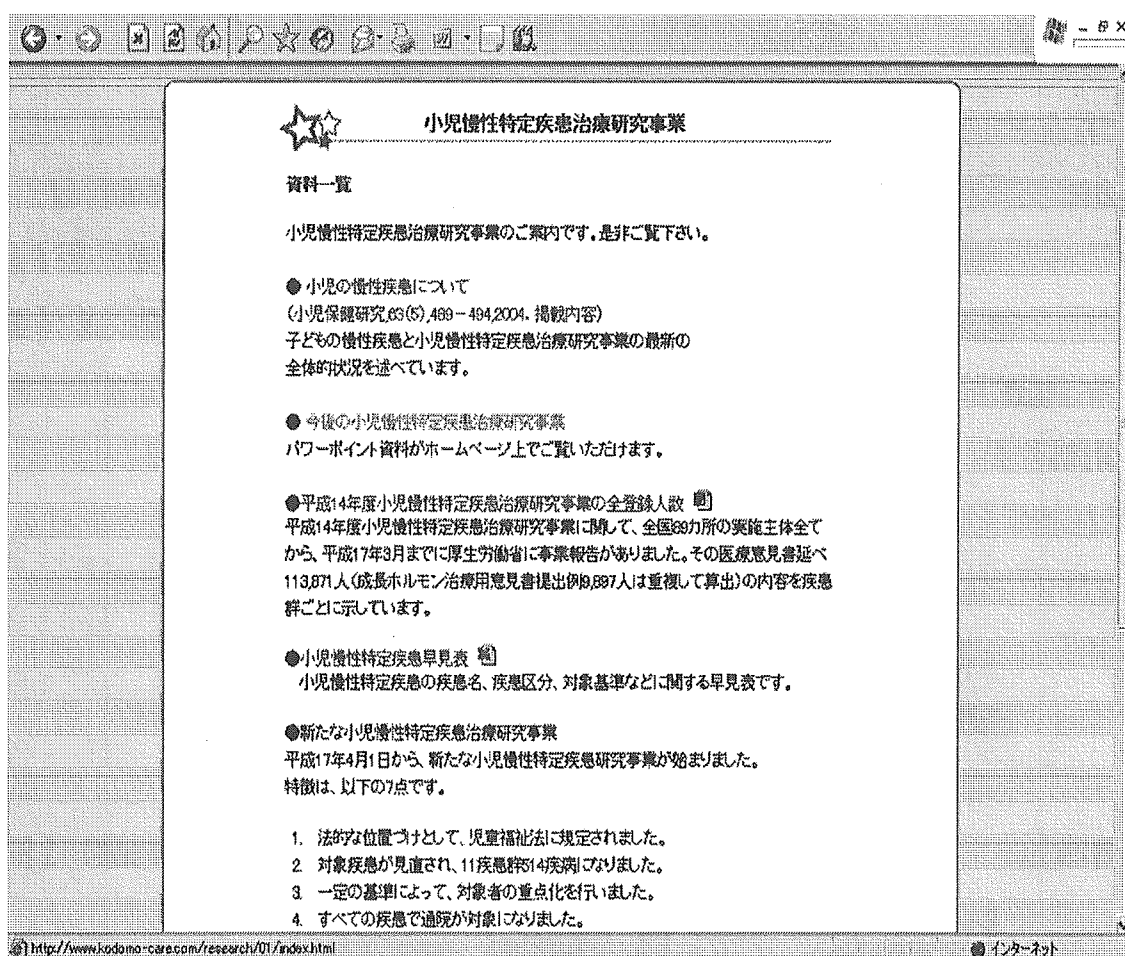 小児慢性特定疾患治療研究事業
資料一覧
小児慢性特定疾患治療研究事業のご案内です。是非ご覧下さい。
● 小児の慢性疾患について
(小児保健研究,63(5),489-494,2004. 掲載内容)
子どもの慢性疾患と小児慢性特定疾患治療研究事業の最新の
全体的状況を述べています。
● 今後の小児慢性特定疾患治療研究事業
パワーポイント資料がホームページ上でご覧いただけます。
●平成14年度小児慢性特定疾患治療研究事業の全登録人数
平成14年度小児慢性特定疾患治療研究事業に関して、全国89カ所の実施主体全て
から、平成17年3月までに厚生労働省に事業報告がありました。その医療意見書延べ
113,871人(成長ホルモン治療用意見書提出例9,897人は重複して算出)の内容を疾患
群ごとに示しています。
●小児慢性特定疾患早見表
小児慢性特定疾患の疾患名、疾患区分、対象基準などに関する早見表です。
●新たな小児慢性特定疾患治療研究事業
平成17年4月1日から、新たな小児慢性特定疾患研究事業が始まりました。
特徴は、以下の7点です。
1. 法的な位置づけとして、児童福祉法に規定されました。
2. 対象疾患が見直され、11疾患群514疾病になりました。
3. 一定の基準によって、対象者の重点化を行いました。
4. すべての疾患で通院が対象になりました。
http://www.kodomo-care.com/research/01/index.html
インターネット